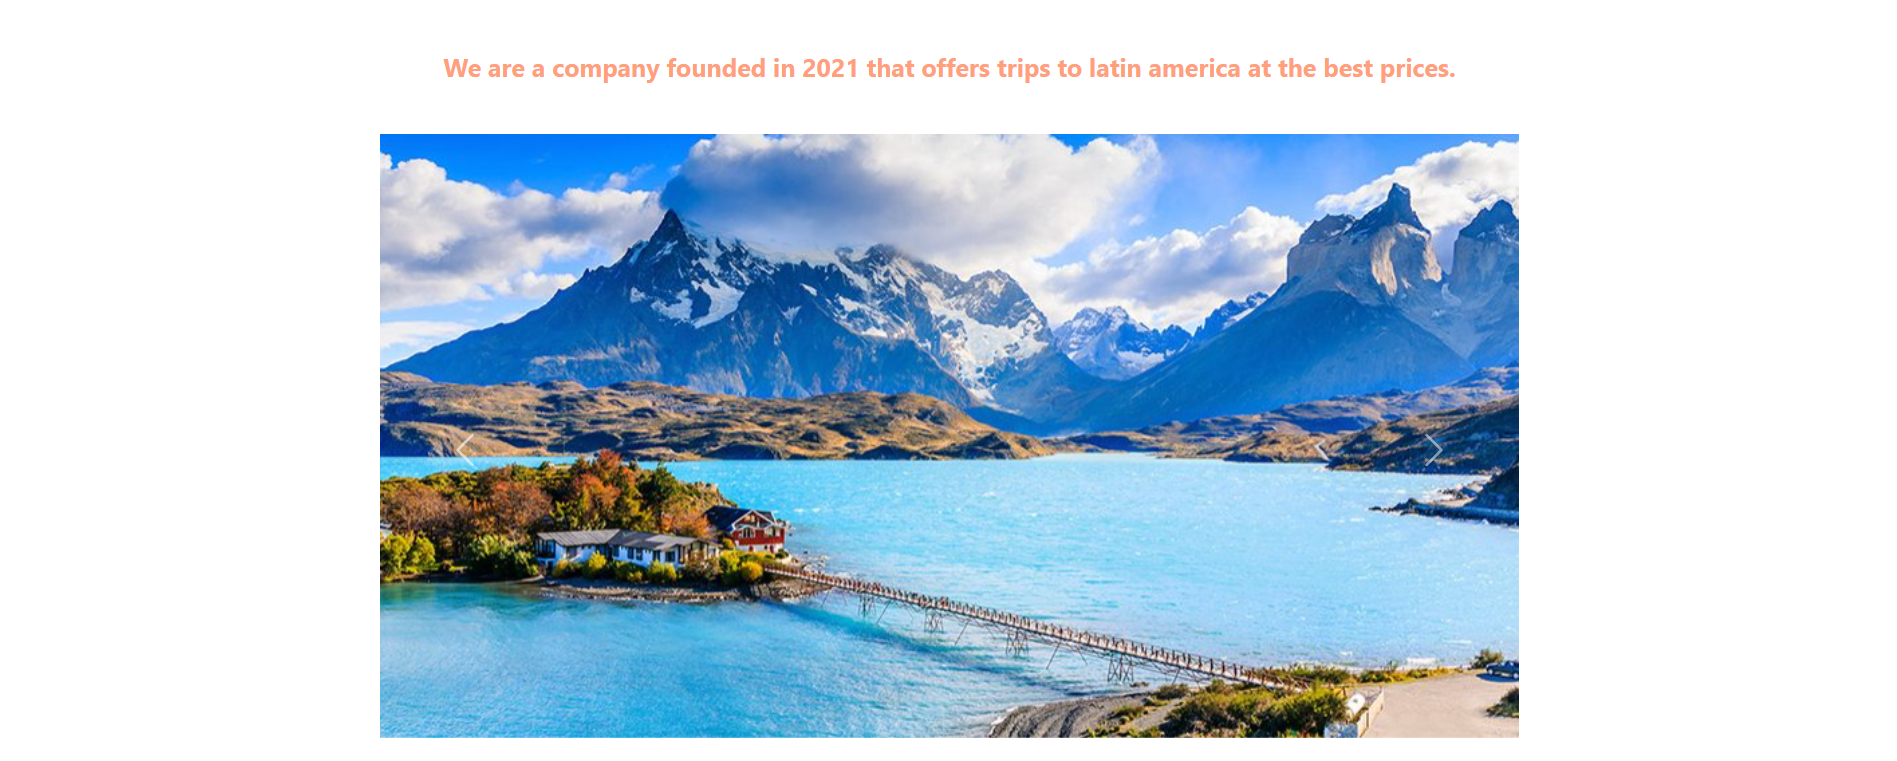 We are a company founded in 2021 that offers trips to latin america at the best prices.